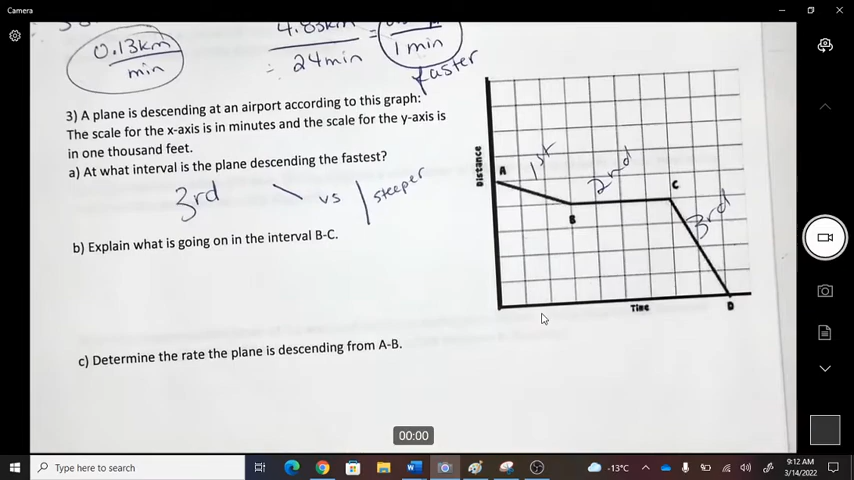 Camera
4.83km
0.13km
min
24min
=
1min
faster
3) A plane is descending at an airport according to this graph:
The scale for the x-axis is in minutes and the scale for the y-axis is
in one thousand feet.
a) At what interval is the plane descending the fastest?
3rd vs steeper
b) Explain what is going on in the interval B-C.
c) Determine the rate the plane is descending from A-B.
Distance
A
1st
2nd
C
B
3rd
Time
D
00:00
Type here to search
-13°C
9:12 AM
3/14/2022